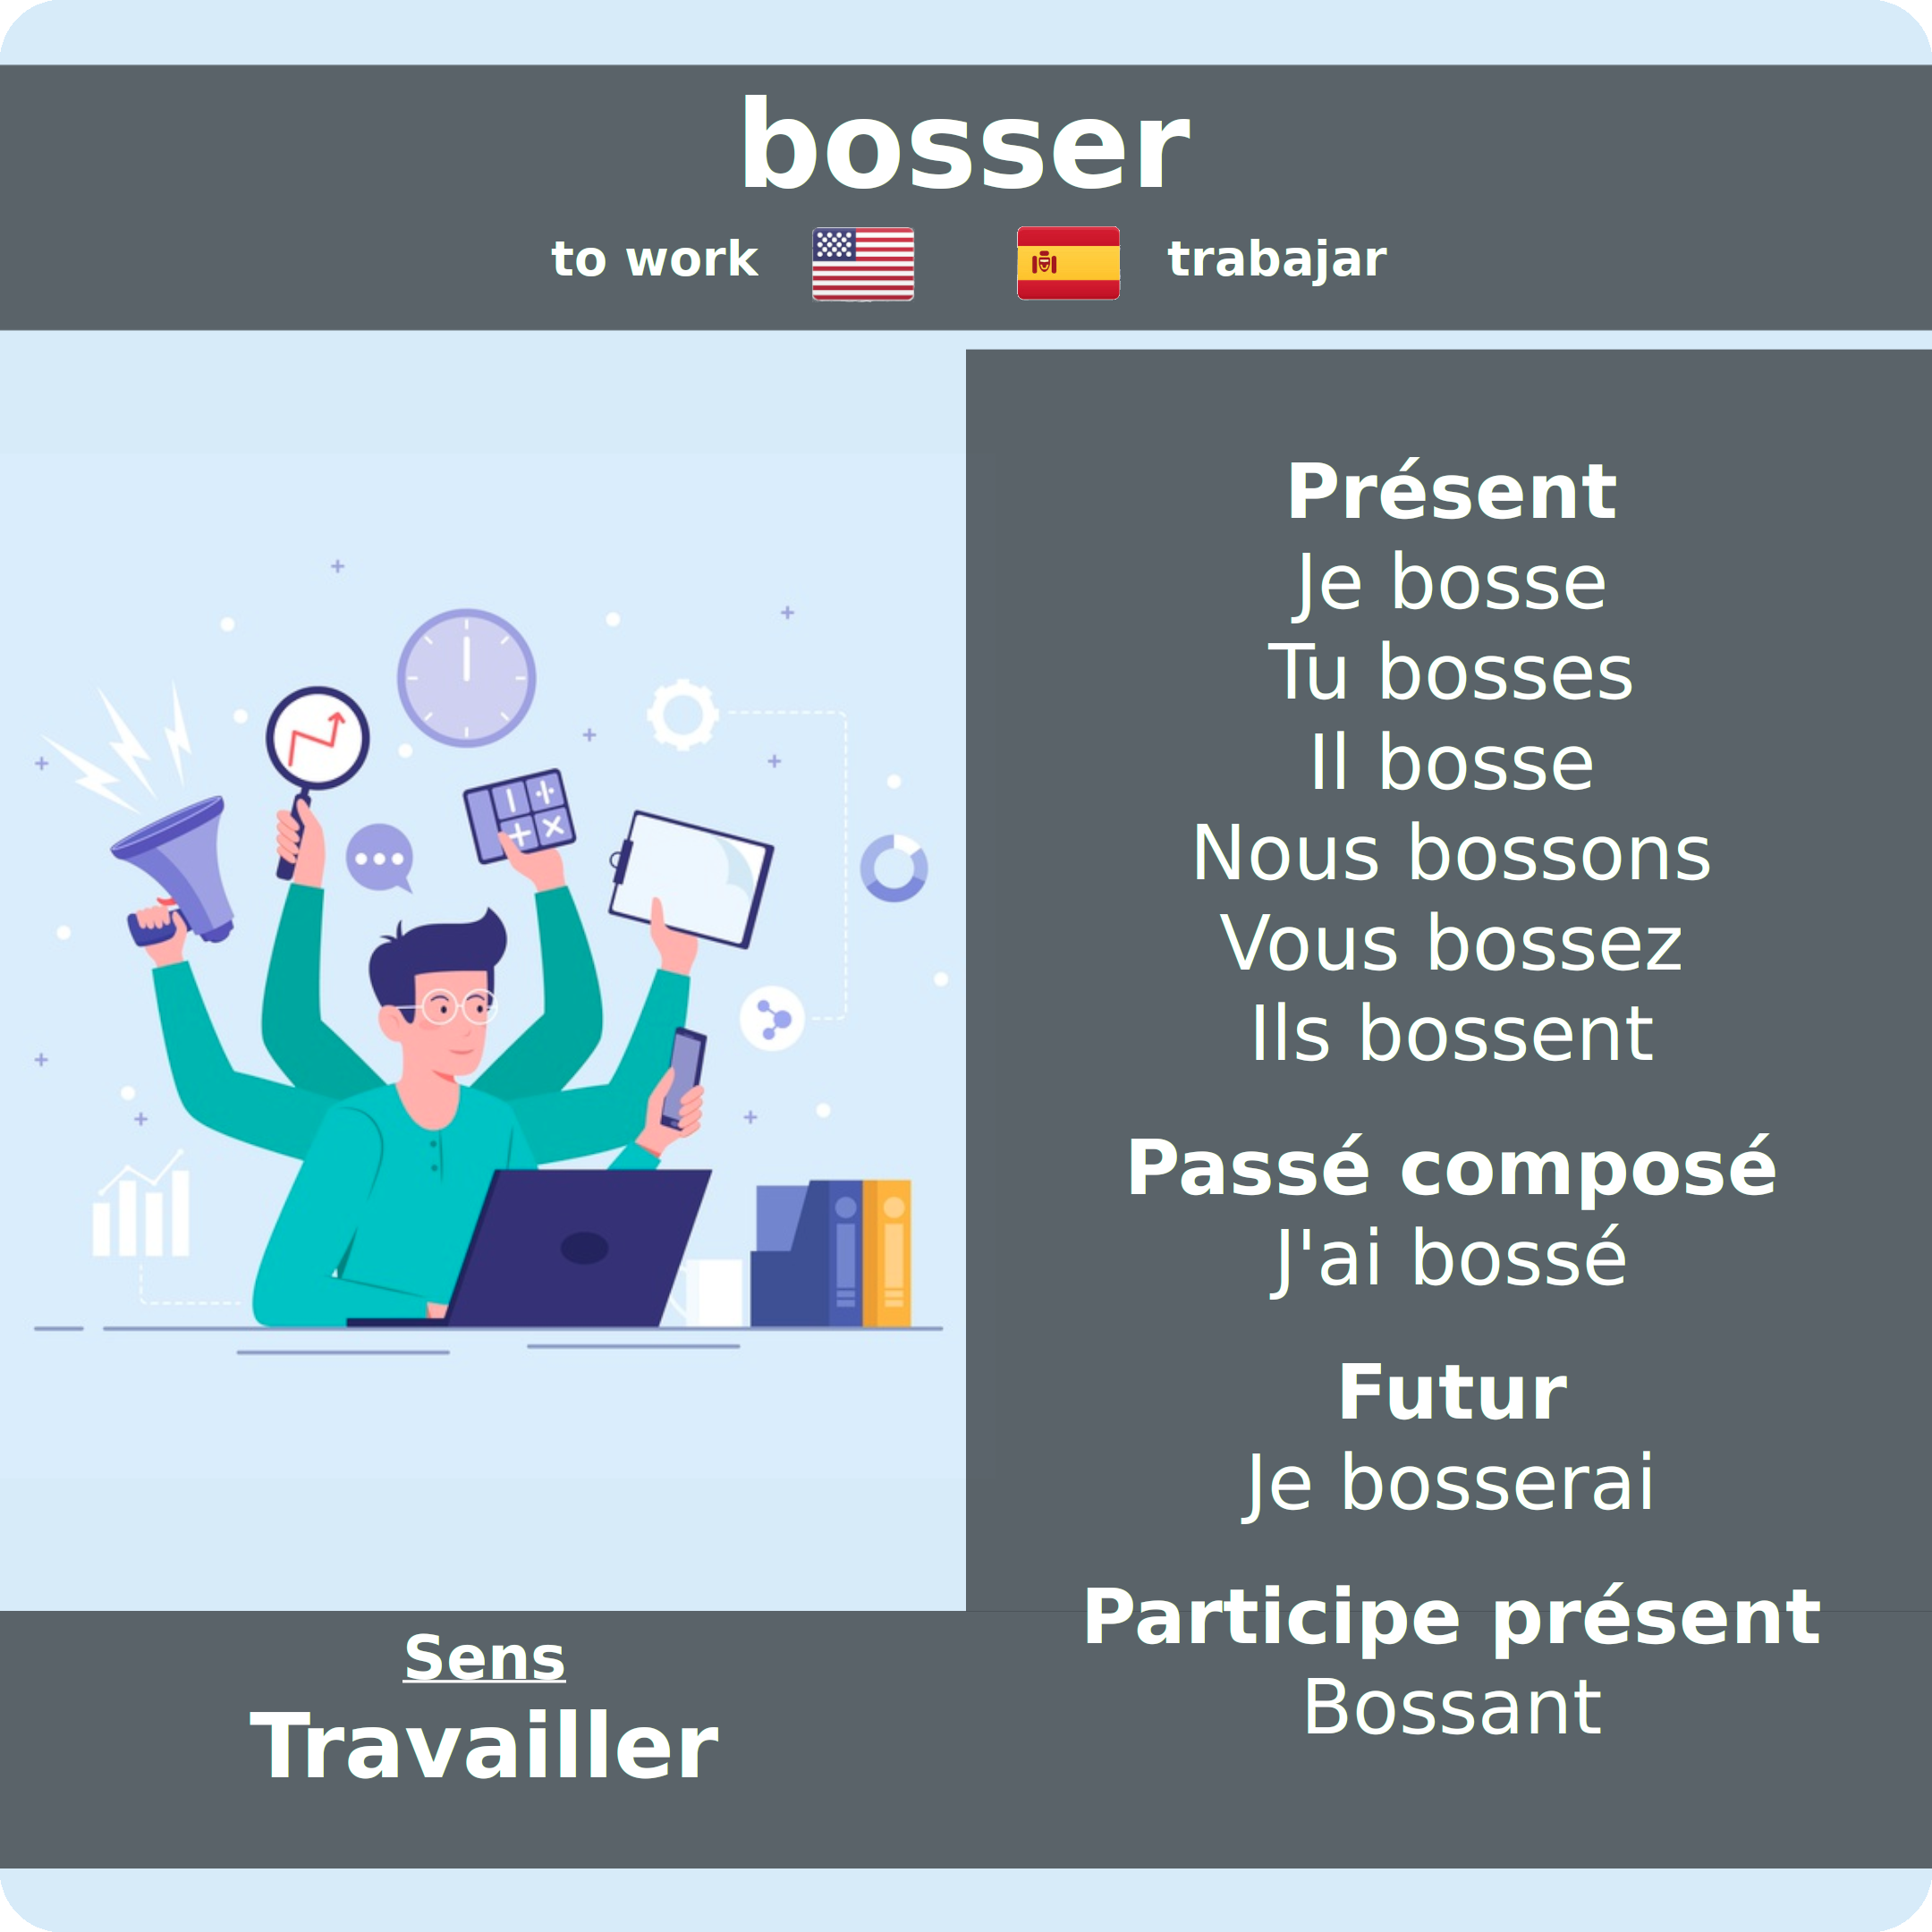 bosser
to work
trabajar
Présent
Je bosse
Tu bosses
Il bosse
Nous bossons
Vous bossez
Ils bossent
Passé composé
J'ai bossé
Futur
Je bosserai
Participe présent
Bossant
Sens
Travailler